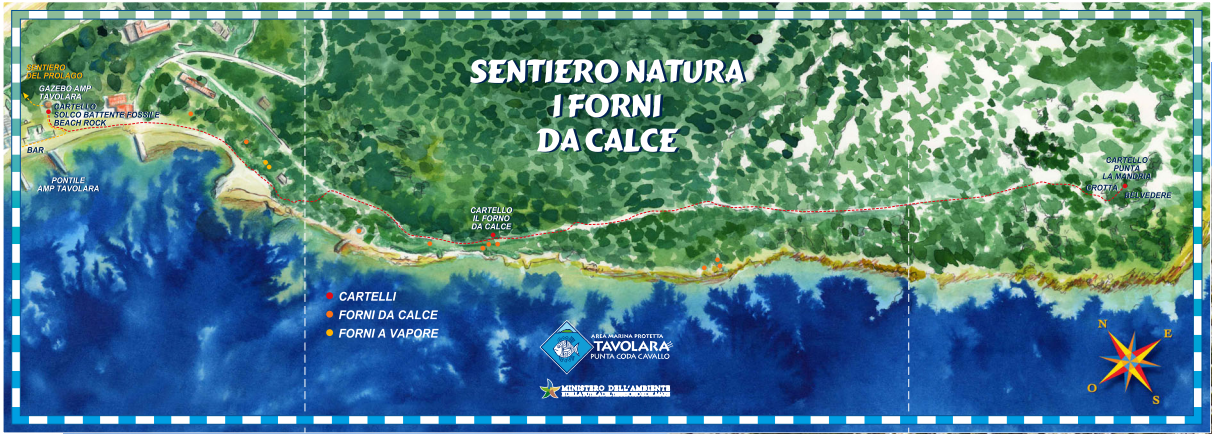 SENTIERO NATURA
I FORNI
DA CALCE
SENTIERO
DEL PROLAGO
GAZEBO AMP
TAVOLARA
CARTELLO
SOLCO BATTENTE FOSSILE
BEACH ROCK
BAR
PONTILE
AMP TAVOLARA
CARTELLO
IL FORNO
DA CALCE
CARTELLO
PUNTA
LA MANDRIA
GROTTA
BELVEDERE
CARTELLI
FORNI DA CALCE
FORNI A VAPORE
AREA MARINA PROTETTA
TAVOLARA
PUNTA CODA CAVALLO
MINISTERO DELL'AMBIENTE
N
E
O
S